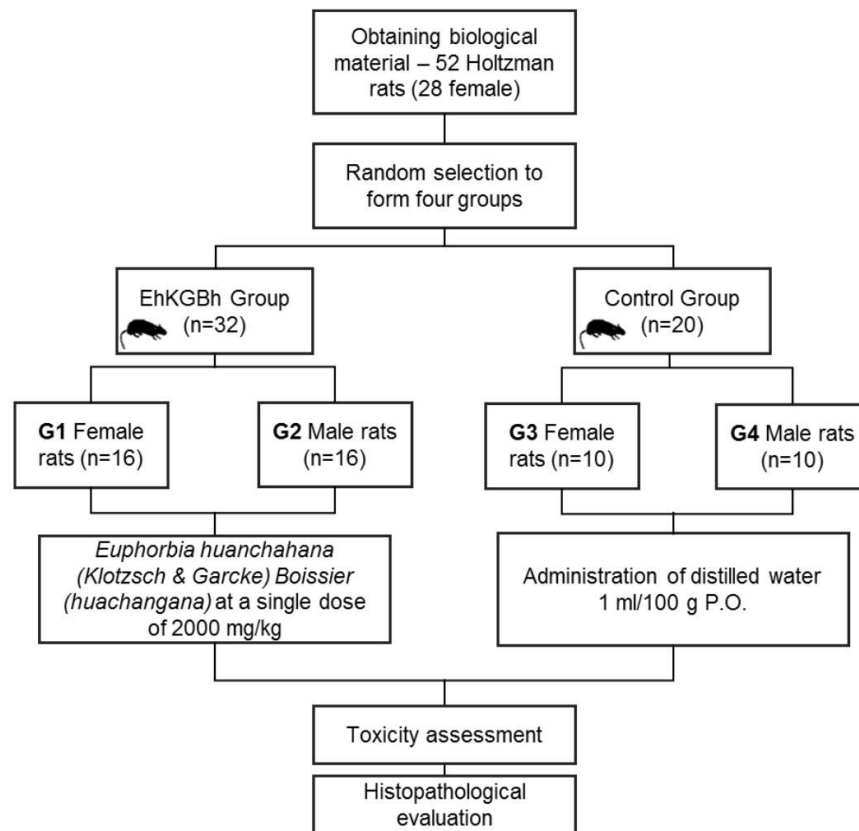 Obtaining biological
material – 52 Holtzman
rats (28 female)
Random selection to
form four groups
EhKGBh Group
(n=32)
Control Group
(n=20)
G1 Female
rats (n=16)
G2 Male rats
(n=16)
G3 Female
rats (n=10)
G4 Male rats
(n=10)
Euphorbia huanchahana
(Klotzsch & Garcke) Boissier
(huachangana) at a single dose
of 2000 mg/kg
Administration of distilled water
1 ml/100 g P.O.
Toxicity assessment
Histopathological
evaluation